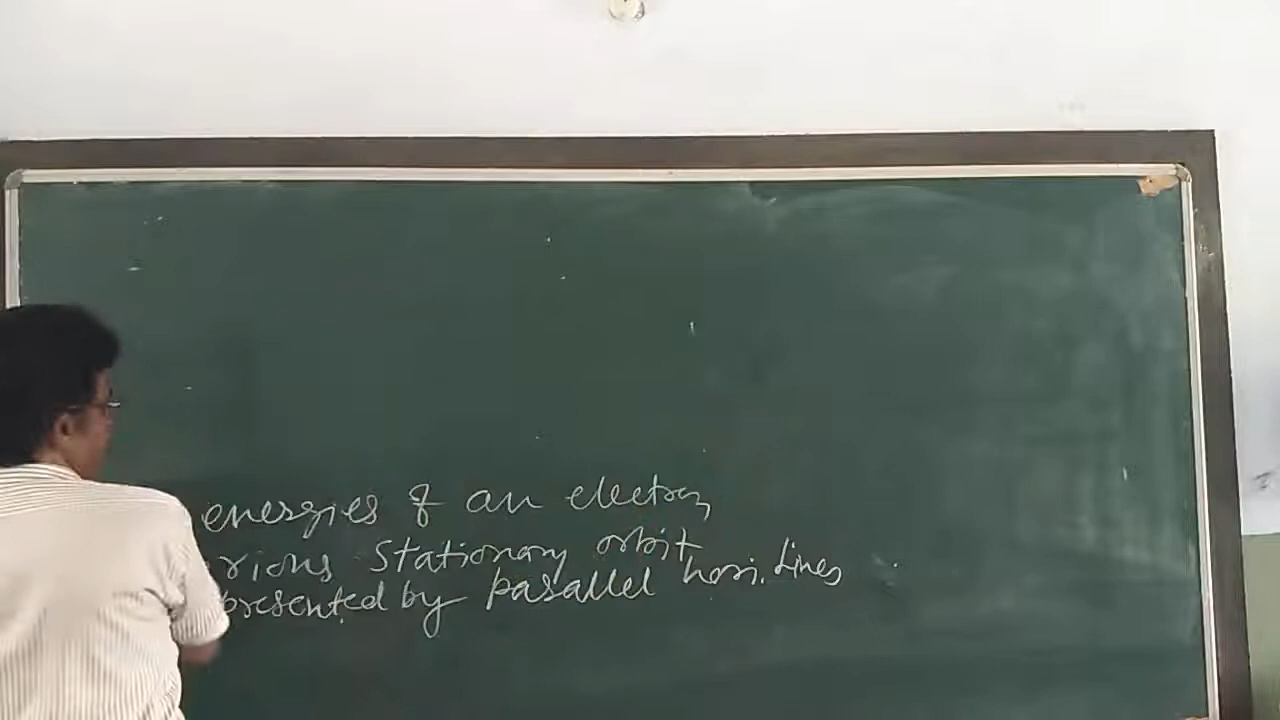 energies of an electron
rious stationary orbit
presented by parallel hori. lines